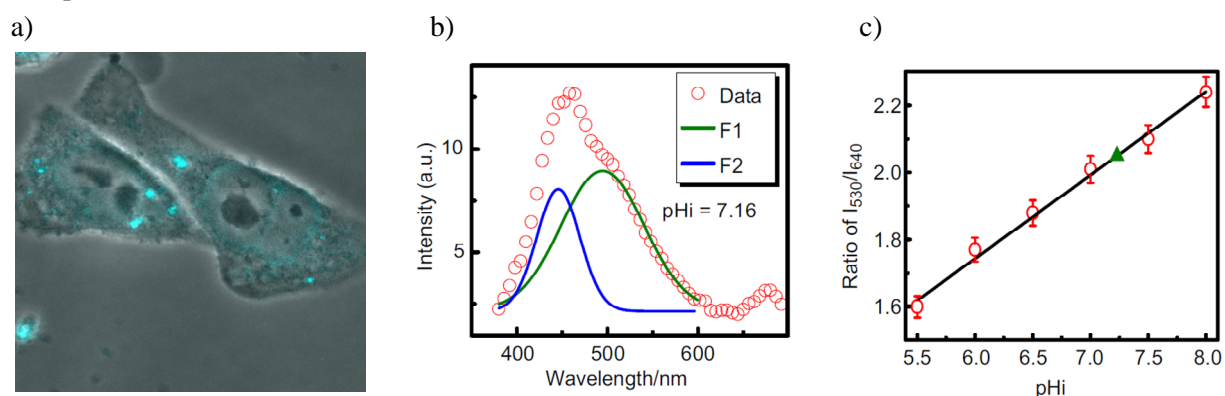 a)
b)
c)
Intensity (a.u.)
10
5
400
500
600
Wavelength/nm
Data
F1
F2
pHi = 7.16
Ratio of I530/I640
2.2
2.0
1.8
1.6
5.5
6.0
6.5
7.0
7.5
8.0
pHi